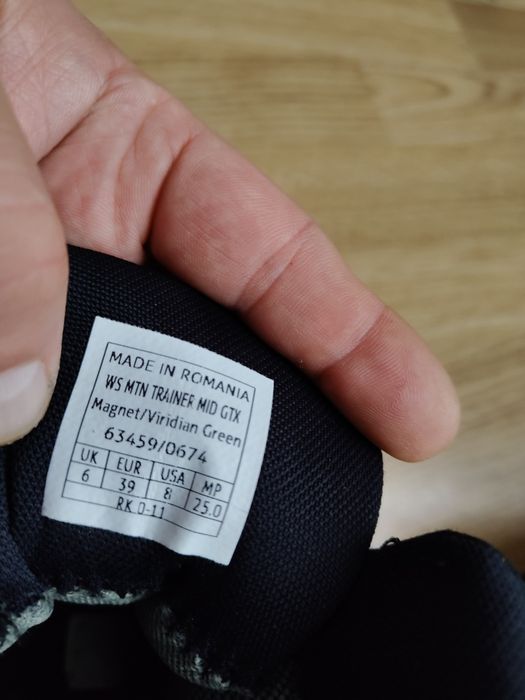 MADE IN ROMANIA
WS MTN TRAINER MID GTX
Magnet/Viridian Green
63459/0674
UK EUR USA MP
6 39 8 25.0
RK 0-11